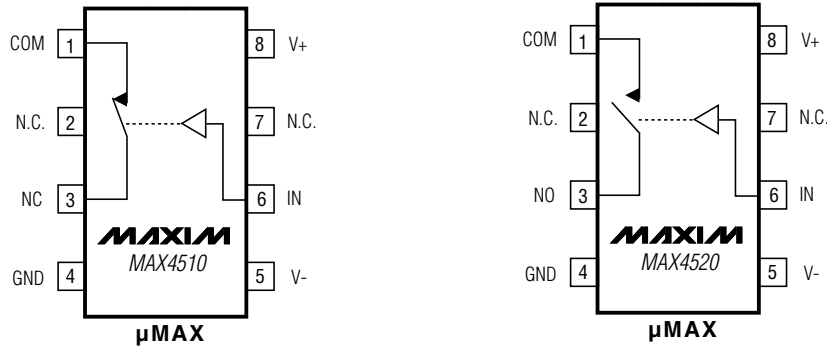 COM 1 8 V+
N.C. 2 7 N.C.
NC 3 6 IN
MAXIM
MAX4510
GND 4 5 V-
µMAX
COM 1 8 V+
N.C. 2 7 N.C.
NO 3 6 IN
MAXIM
MAX4520
GND 4 5 V-
µMAX